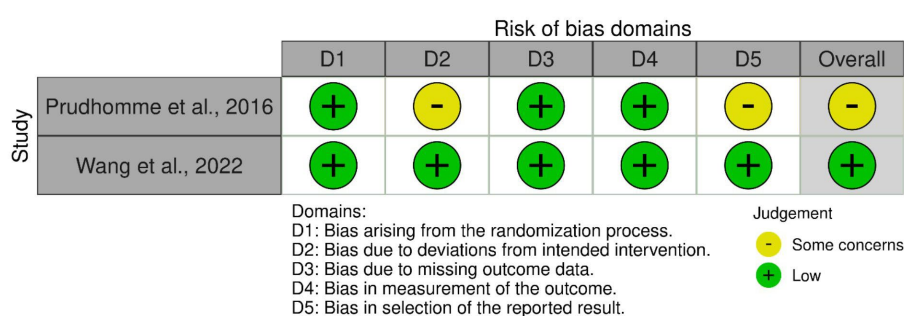 Risk of bias domains
D1 D2 D3 D4 D5 Overall
Study
Prudhomme et al., 2016 + - + + - -
Wang et al., 2022 + + + + + +
Domains:
D1: Bias arising from the randomization process.
D2: Bias due to deviations from intended intervention.
D3: Bias due to missing outcome data.
D4: Bias in measurement of the outcome.
D5: Bias in selection of the reported result.
Judgement
- Some concerns
+ Low